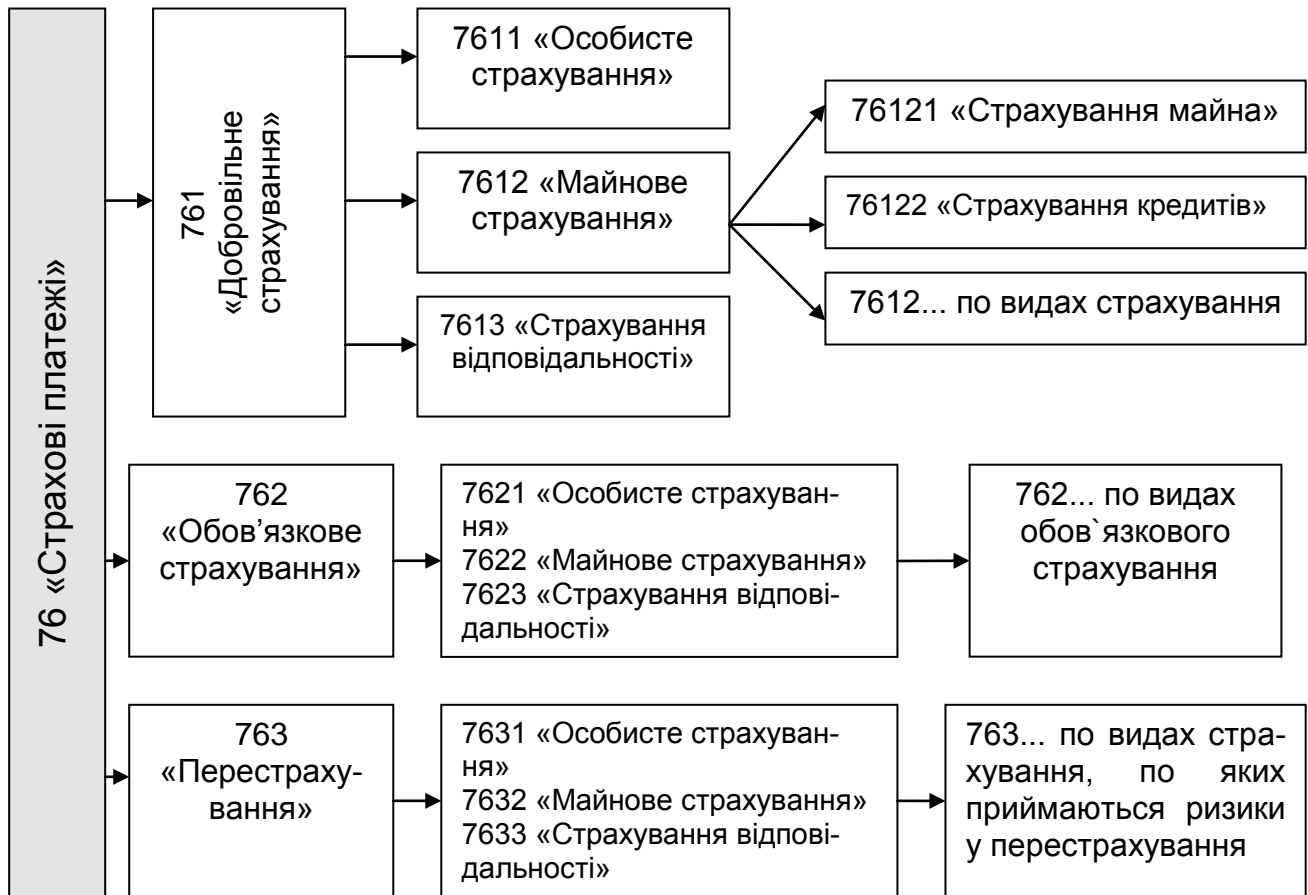 76 «Страхові платежі»
761
«Добровільне
страхування»
7611 «Особисте
страхування»
7612 «Майнове
страхування»
7613 «Страхування
відповідальності»
76121 «Страхування майна»
76122 «Страхування кредитів»
7612... по видах страхування
762
«Обов’язкове
страхування»
7621 «Особисте страхуван-
ня»
7622 «Майнове страхування»
7623 «Страхування відпові-
дальності»
762... по видах
обов`язкового
страхування
763
«Перестраху-
вання»
7631 «Особисте страхуван-
ня»
7632 «Майнове страхування»
7633 «Страхування відпові-
дальності»
763... по видах стра-
хування, по яких
приймаються ризики
у перестрахування